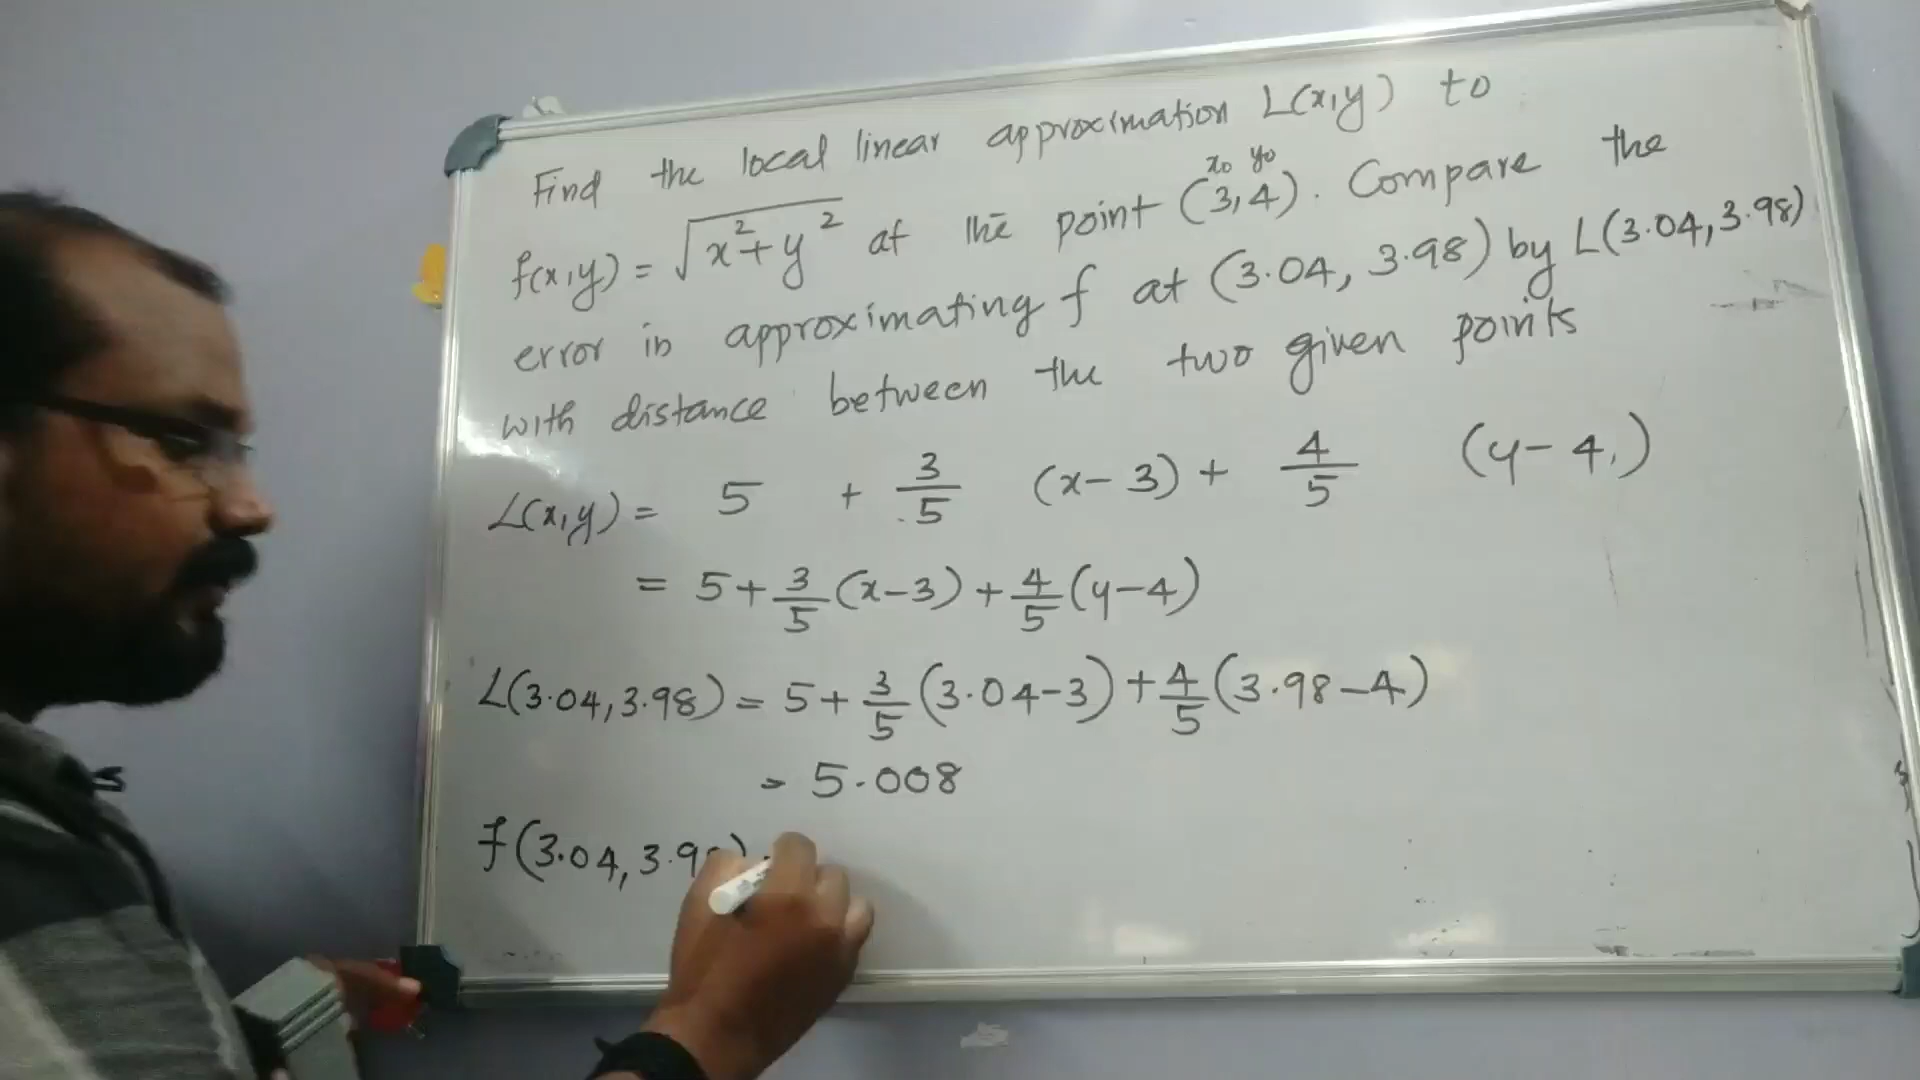 Find the local linear approximation L(x,y) to
x₀ y₀
f(x,y) = √(x²+y²) at the point (3,4). Compare the
error in approximating f at (3.04, 3.98) by L(3.04, 3.98)
with distance between the two given points
L(x,y) = 5 + 3/5 (x-3) + 4/5 (y-4)
= 5 + 3/5 (x-3) + 4/5 (y-4)
L(3.04, 3.98) = 5 + 3/5 (3.04-3) + 4/5 (3.98-4)
= 5.008
f(3.04, 3.9